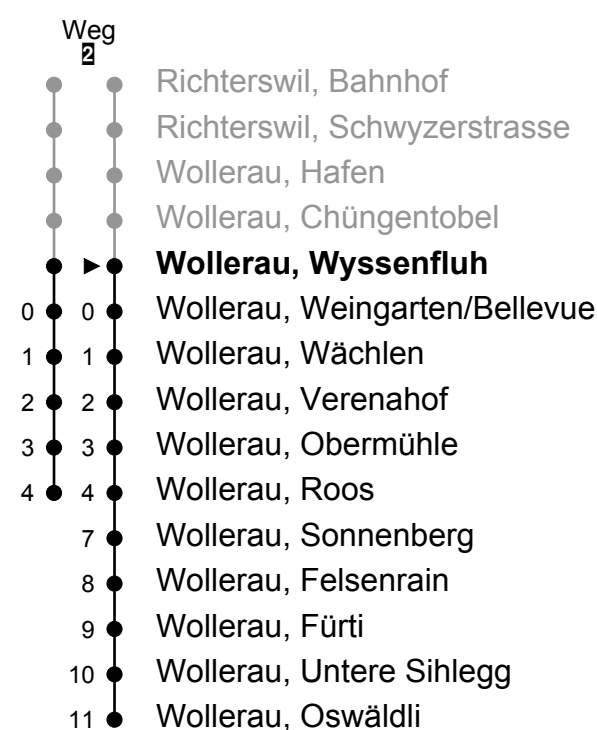 Weg
2
Richterswil, Bahnhof
Richterswil, Schwyzerstrasse
Wollerau, Hafen
Wollerau, Chüngentobel
Wollerau, Wyssenfluh
0 0 Wollerau, Weingarten/Bellevue
1 1 Wollerau, Wächlen
2 2 Wollerau, Verenahof
3 3 Wollerau, Obermühle
4 4 Wollerau, Roos
7 Wollerau, Sonnenberg
8 Wollerau, Felsenrain
9 Wollerau, Fürti
10 Wollerau, Untere Sihlegg
11 Wollerau, Oswäldli